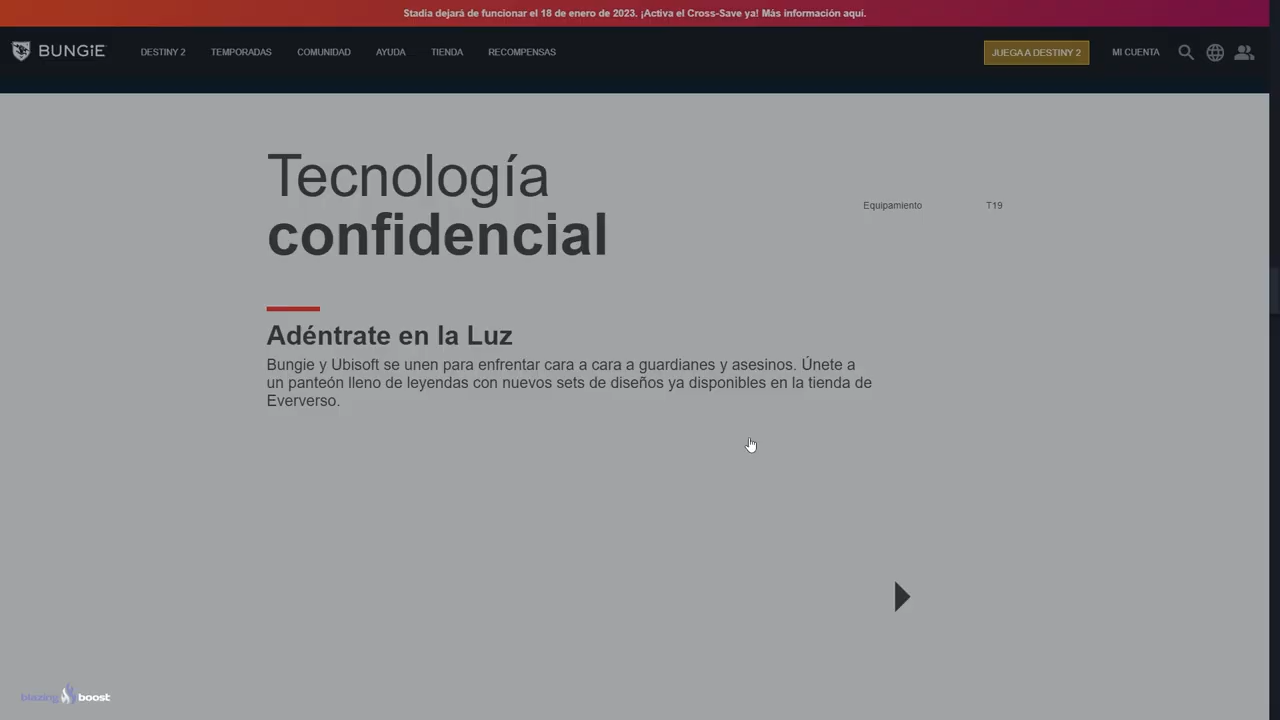 Stadia dejará de funcionar el 18 de enero de 2023. ¡Activa el Cross-Save ya! Más información aquí.
BUNGiE DESTINY 2 TEMPORADAS COMUNIDAD AYUDA TIENDA RECOMPENSAS JUEGA A DESTINY 2 MI CUENTA
Tecnología
confidencial
Equipamiento T19
Adéntrate en la Luz
Bungie y Ubisoft se unen para enfrentar cara a cara a guardianes y asesinos. Únete a
un panteón lleno de leyendas con nuevos sets de diseños ya disponibles en la tienda de
Eververso.
blazing boost